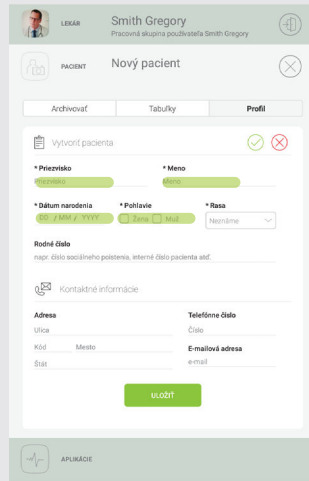 LEKÁR Smith Gregory
Pracovná skupina používateľa Smith Gregory
PACIENT Nový pacient
Archivovať Tabuľky Profil
Vytvoriť pacienta
* Priezvisko * Meno
Priezvisko Meno
* Dátum narodenia * Pohlavie * Rasa
DD / MM / YYYY Žena Muž Neznáme
Rodné číslo
napr. číslo sociálneho poistenia, interné číslo pacienta atď.
Kontaktné informácie
Adresa Telefónne číslo
Ulica Číslo
Kód Mesto E-mailová adresa
Štát e-mail
ULOŽIŤ
APLIKÁCIE